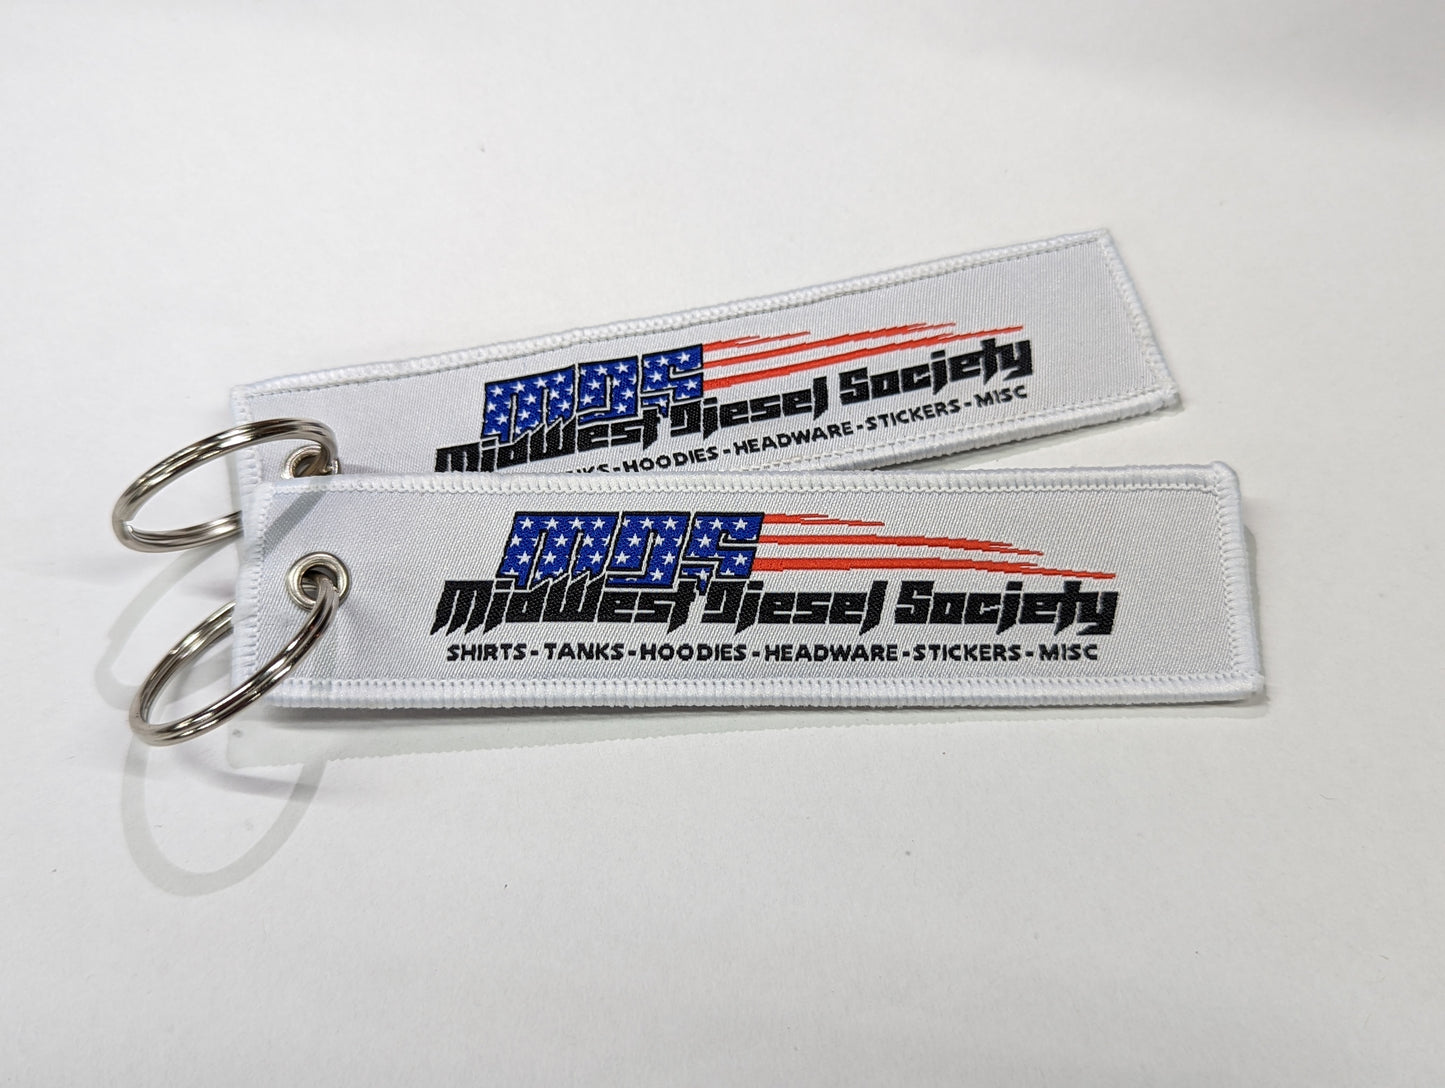 MDS
MidWest Diesel Society
-HOODIES-HEADWARE-STICKERS-MISC
MDS
MidWest Diesel Society
SHIRTS-TANKS-HOODIES-HEADWARE-STICKERS-MISC